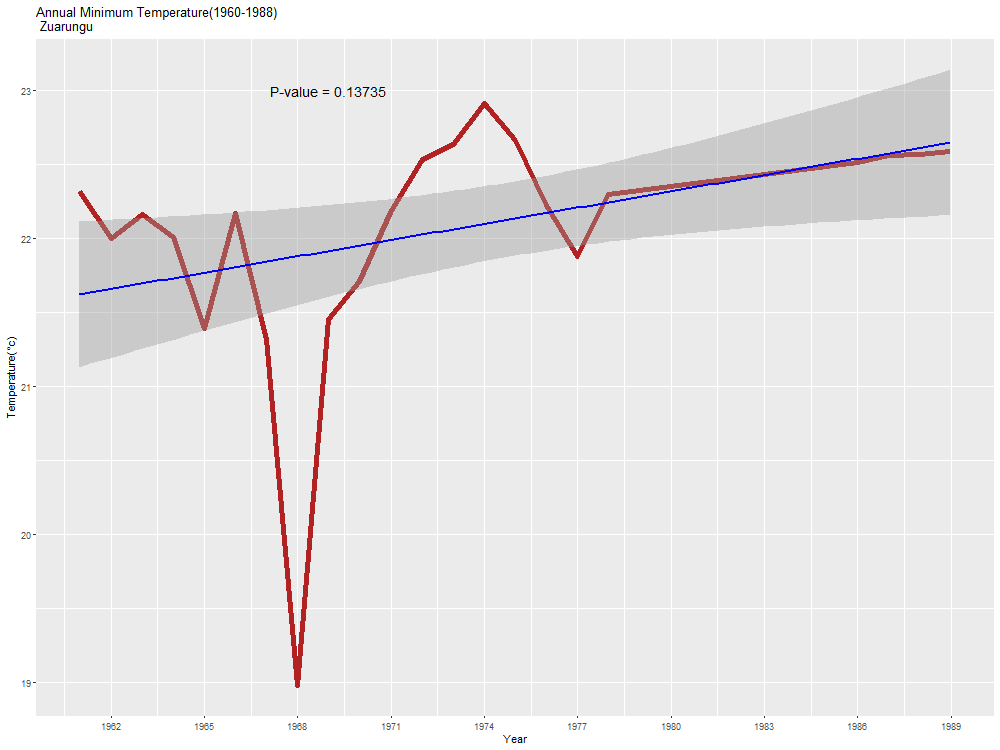 Annual Minimum Temperature(1960-1988)
Zuarungu
P-value = 0.13735
Temperature(°c)
23
22
21
20
19
1962 1965 1968 1971 1974 1977 1980 1983 1986 1989
Year